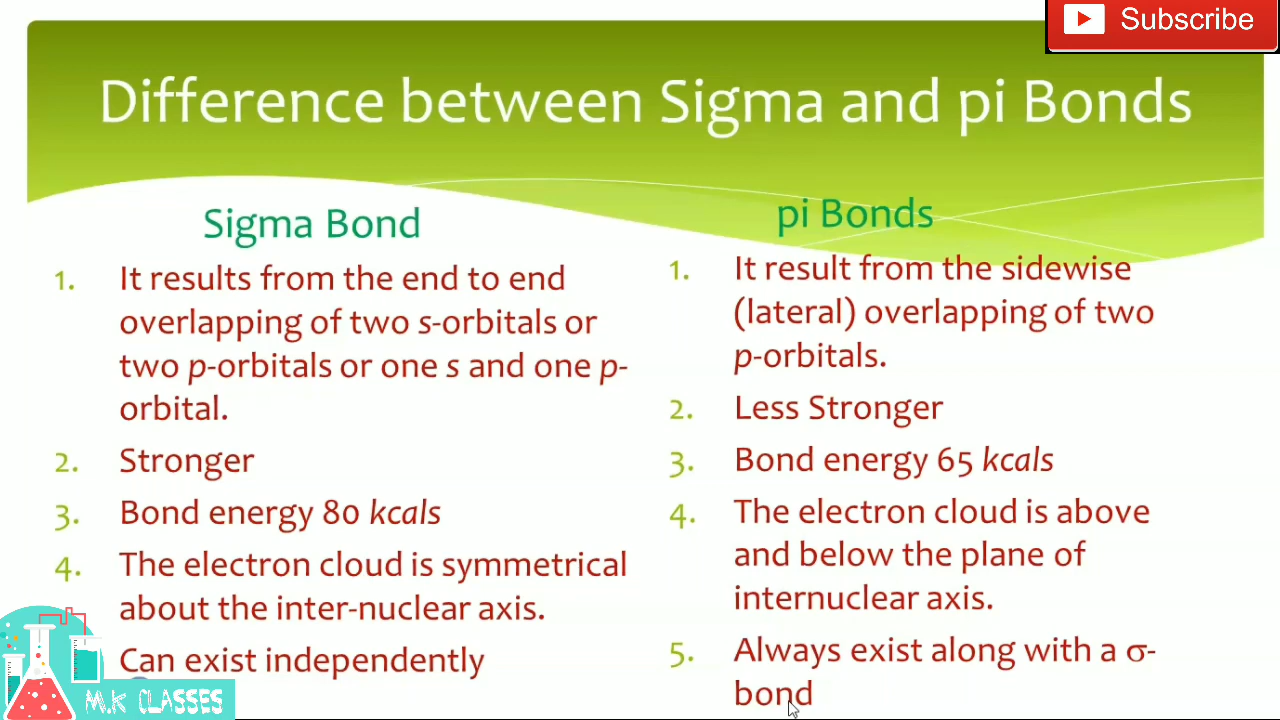 Subscribe
Difference between Sigma and pi Bonds
Sigma Bond
1. It results from the end to end
overlapping of two s-orbitals or
two p-orbitals or one s and one p-
orbital.
2. Stronger
3. Bond energy 80 kcals
4. The electron cloud is symmetrical
about the inter-nuclear axis.
Can exist independently
pi Bonds
1. It result from the sidewise
(lateral) overlapping of two
p-orbitals.
2. Less Stronger
3. Bond energy 65 kcals
4. The electron cloud is above
and below the plane of
internuclear axis.
5. Always exist along with a σ-
bond
M.K CLASSES